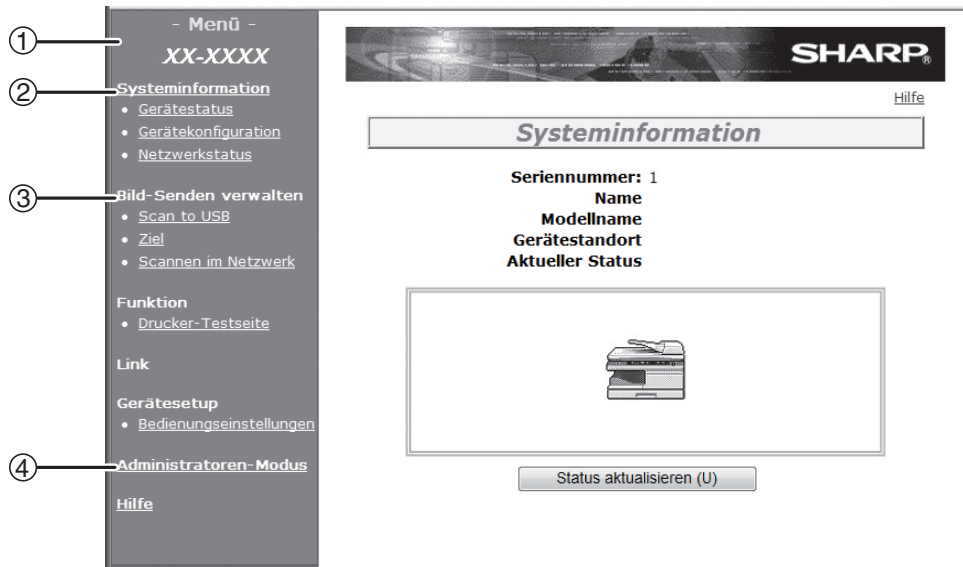 - Menü -
① XX-XXXX
② Systeminformation
• Gerätestatus
• Gerätekonfiguration
• Netzwerkstatus
③ Bild-Senden verwalten
• Scan to USB
• Ziel
• Scannen im Netzwerk
Funktion
• Drucker-Testseite
Link
Gerätesetup
• Bedienungseinstellungen
④ Administratoren-Modus
Hilfe
SHARP®
Hilfe
Systeminformation
Seriennummer: 1
Name
Modellname
Gerätestandort
Aktueller Status
Status aktualisieren (U)